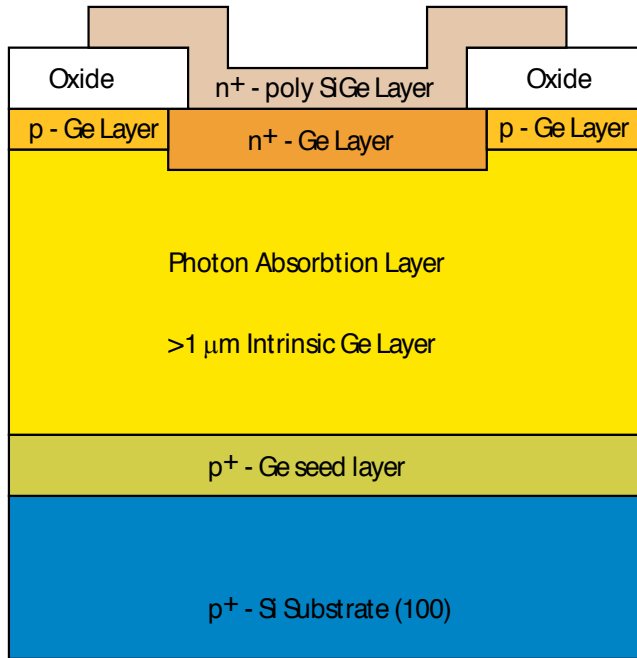 Oxide
Oxide
n+ - poly SiGe Layer
p - Ge Layer
n+ - Ge Layer
p - Ge Layer
Photon Absorbtion Layer
>1 μm Intrinsic Ge Layer
p+ - Ge seed layer
p+ - Si Substrate (100)